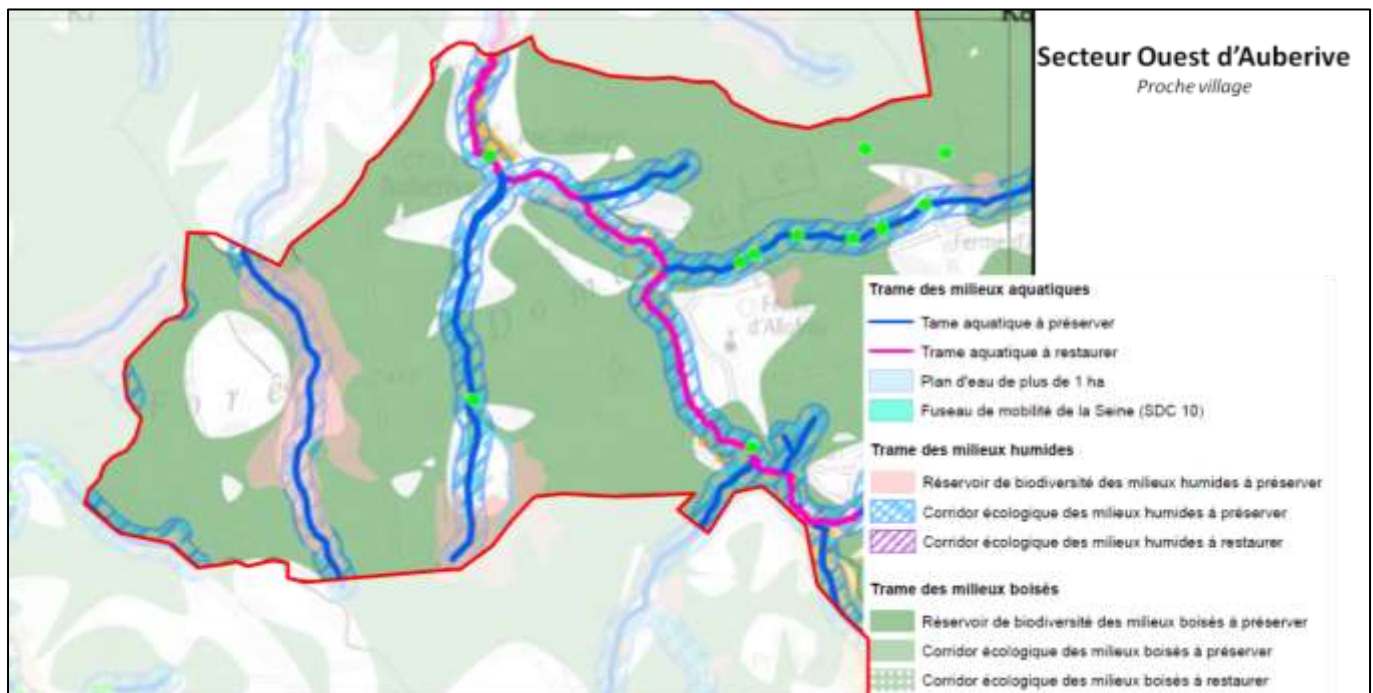 Secteur Ouest d'Auberive
Proche village
Auberive
D o m
F o r ê
Ferme d'A
d'Allofroy
Trame des milieux aquatiques
Tame aquatique à préserver
Trame aquatique à restaurer
Plan d'eau de plus de 1 ha
Fuseau de mobilité de la Seine (SDC 10)
Trame des milieux humides
Réservoir de biodiversité des milieux humides à préserver
Corridor écologique des milieux humides à préserver
Corridor écologique des milieux humides à restaurer
Trame des milieux boisés
Réservoir de biodiversité des milieux boisés à préserver
Corridor écologique des milieux boisés à préserver
Corridor écologique des milieux boisés à restaurer